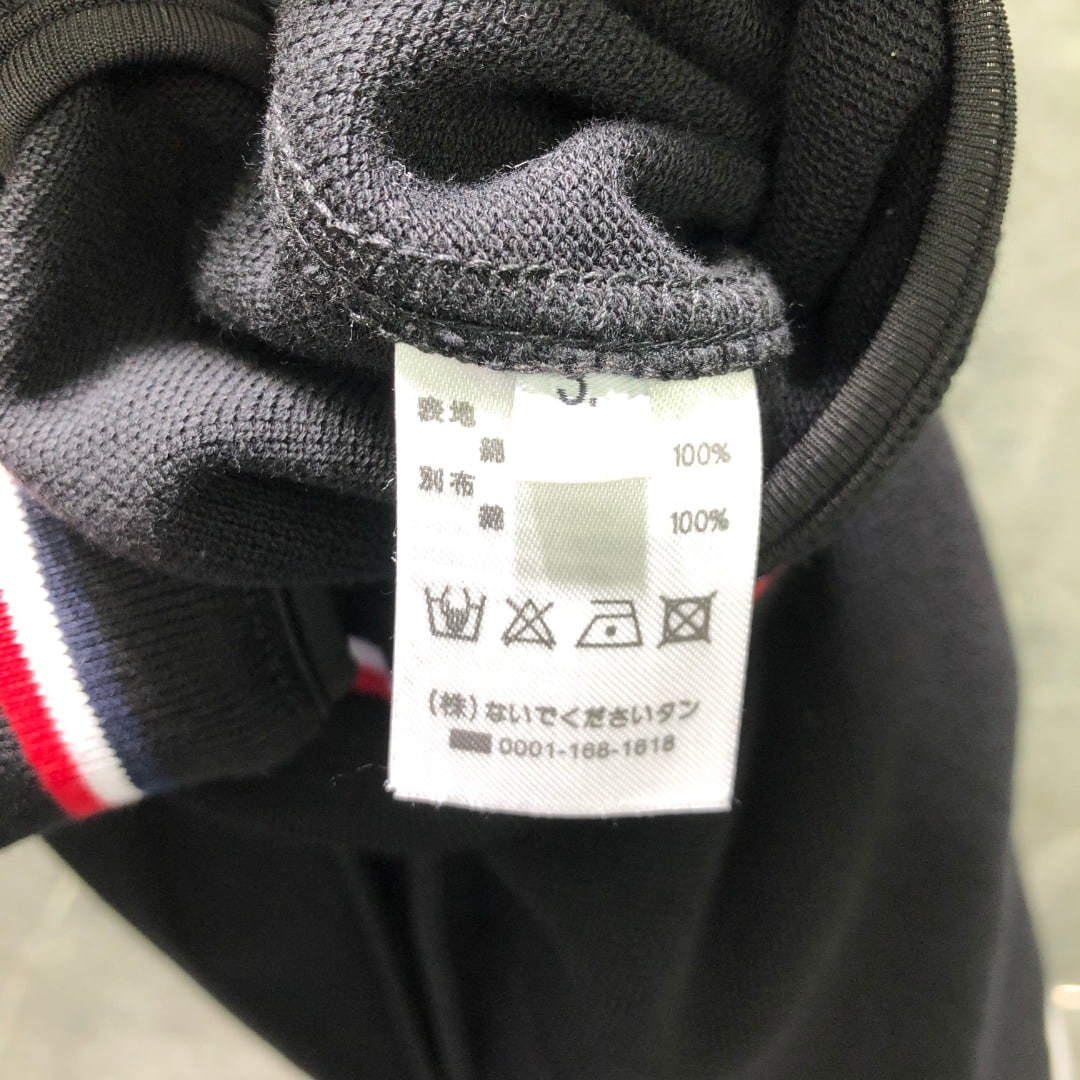 表地
綿 100%
別布
綿 100%
(株)ないでくださいタン
0001-168-1618